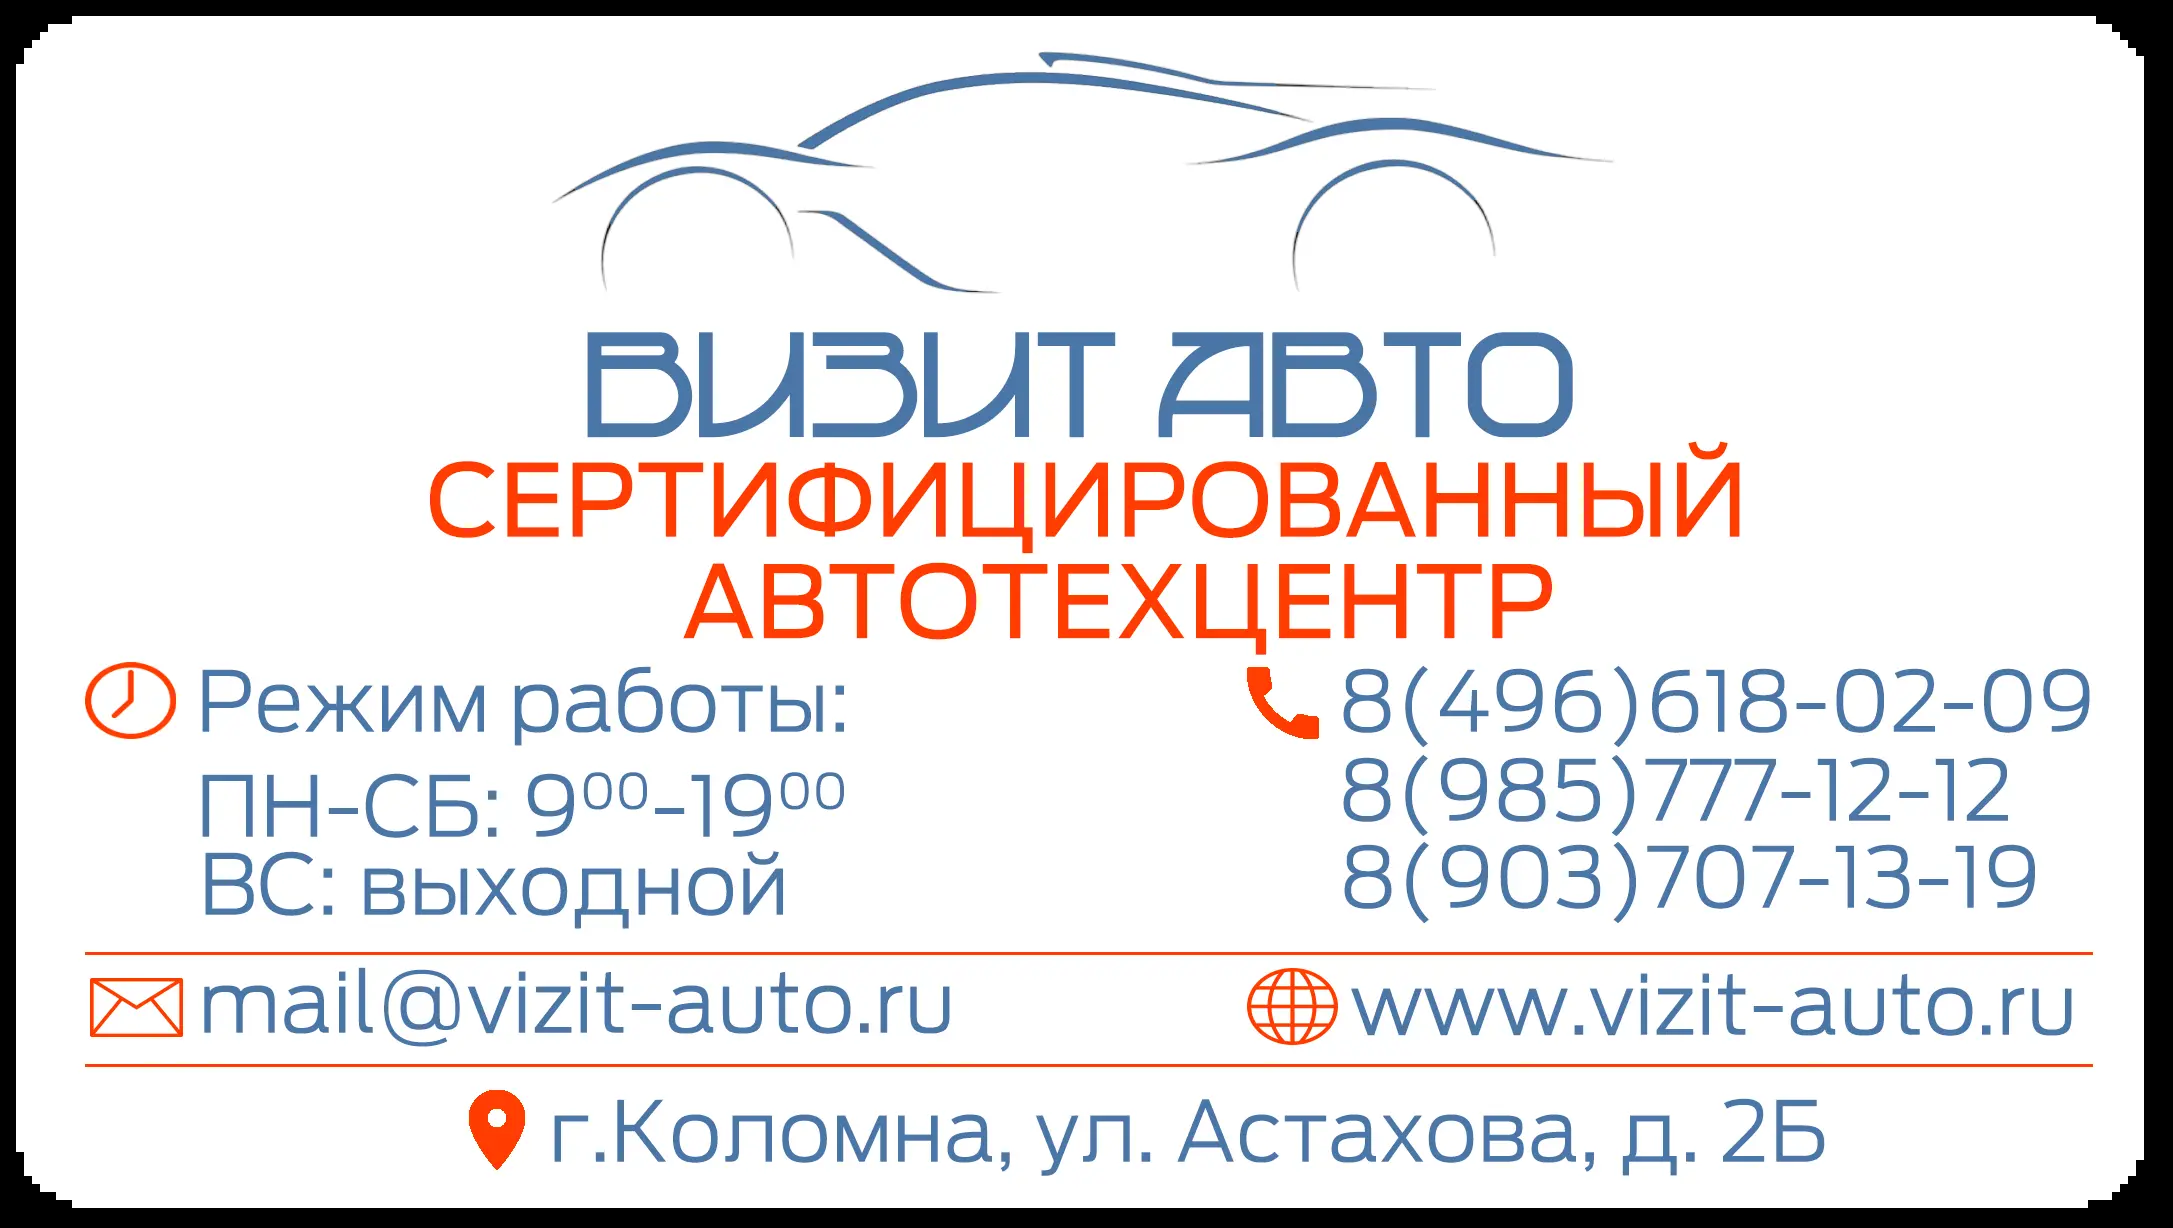 ВИЗИТ АВТО
СЕРТИФИЦИРОВАННЫЙ
АВТОТЕХЦЕНТР
Режим работы:
ПН-СБ: 9⁰⁰-19⁰⁰
ВС: выходной
8(496)618-02-09
8(985)777-12-12
8(903)707-13-19
mail@vizit-auto.ru
www.vizit-auto.ru
г.Коломна, ул. Астахова, д. 2Б